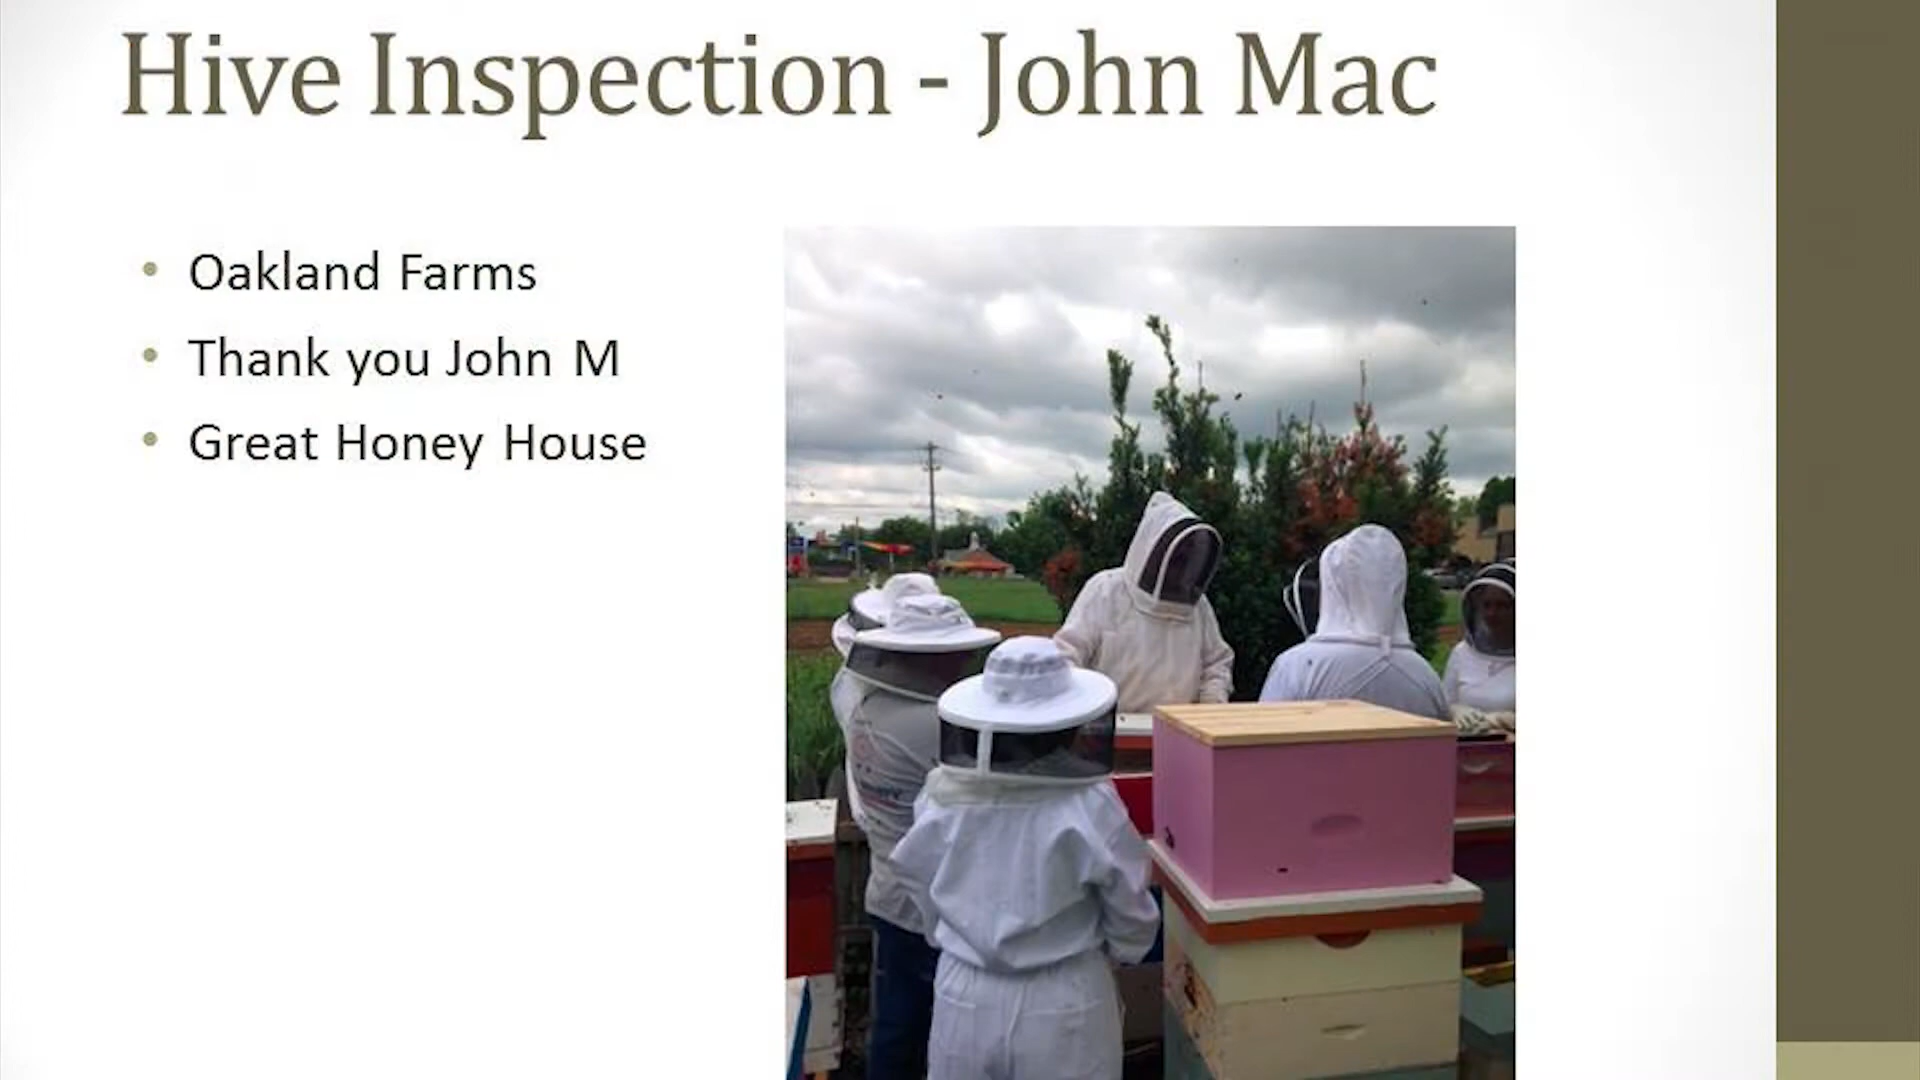 Hive Inspection - John Mac
Oakland Farms
Thank you John M
Great Honey House